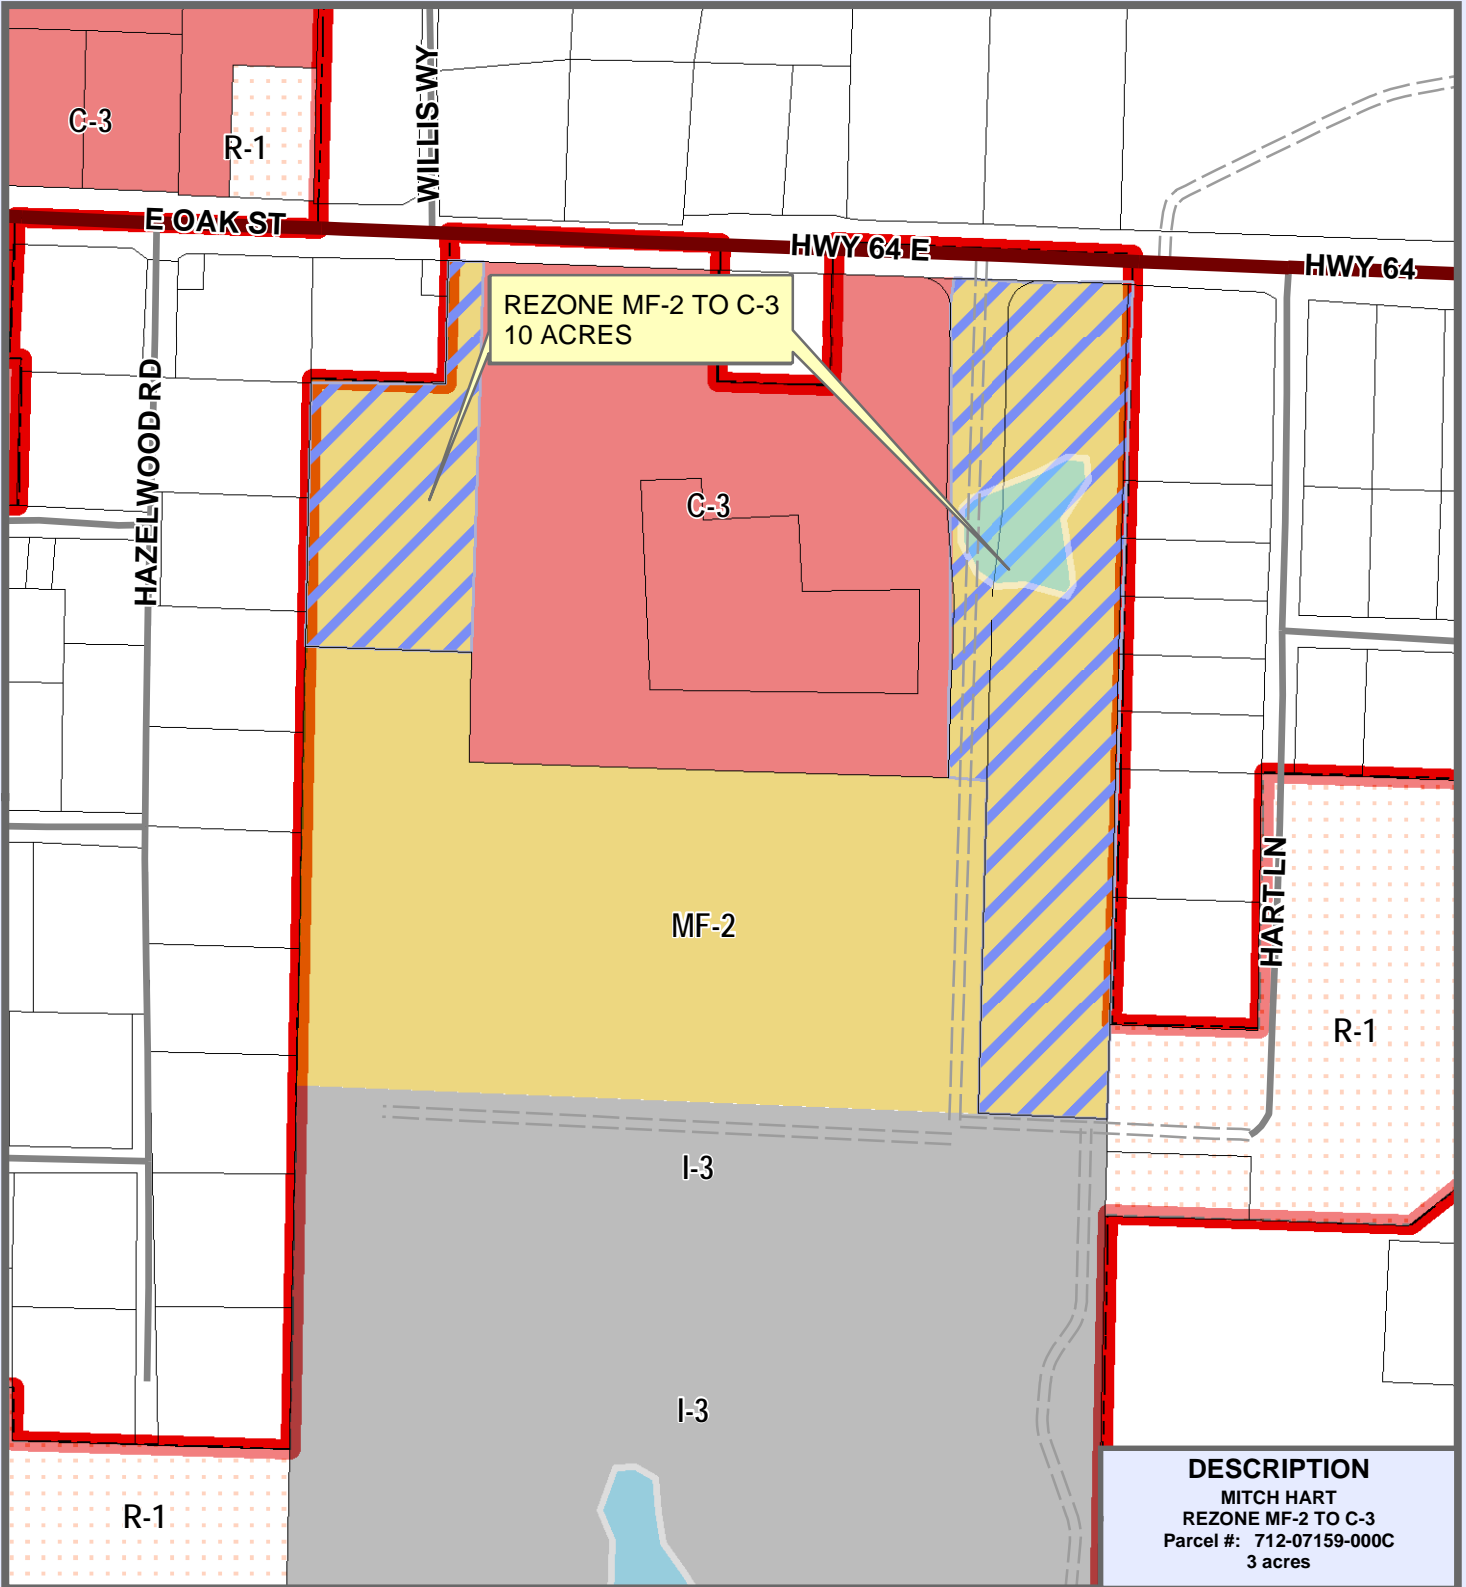 C-3
R-1
WILLIS WY
E OAK ST
HWY 64 E
HWY 64
REZONE MF-2 TO C-3
10 ACRES
HAZELWOOD RD
C-3
MF-2
HART LN
R-1
I-3
I-3
R-1
DESCRIPTION
MITCH HART
REZONE MF-2 TO C-3
Parcel #: 712-07159-000C
3 acres